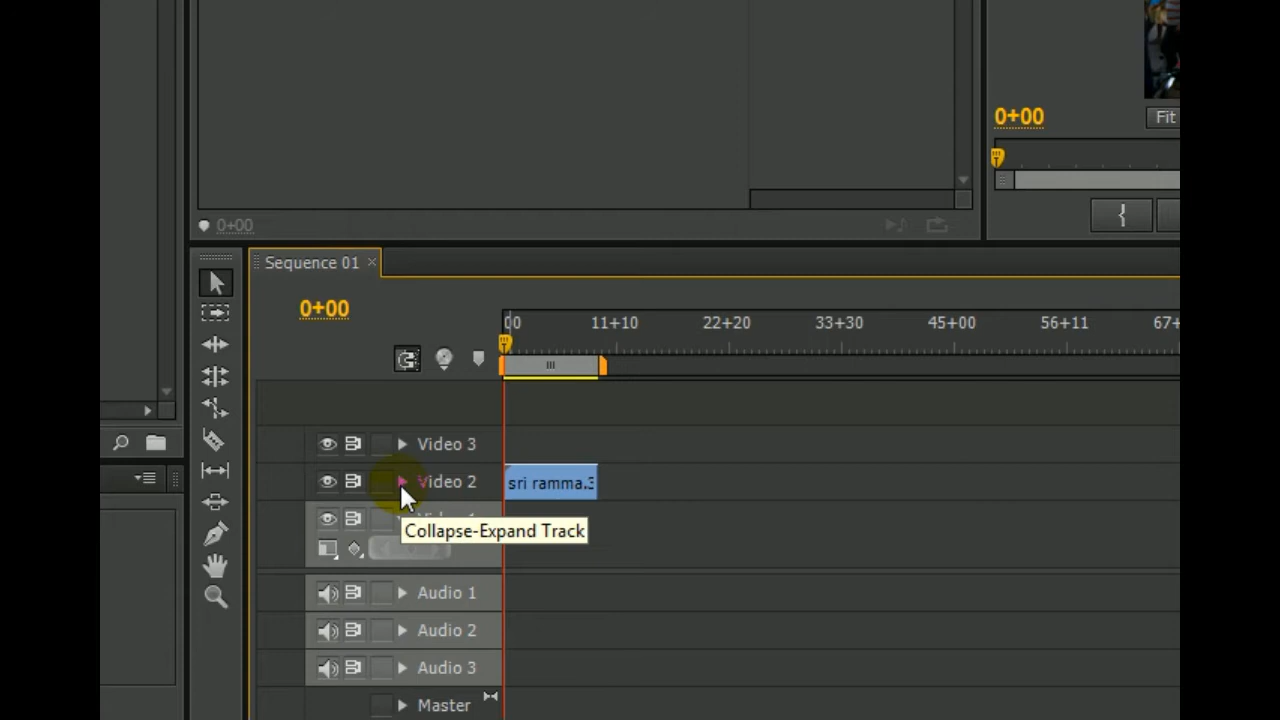 0+00
Fit
{
0+00
Sequence 01
0+00
00 11+10 22+20 33+30 45+00 56+11 67+
Video 3
Video 2 sri ramma.3
Collapse-Expand Track
Audio 1
Audio 2
Audio 3
Master